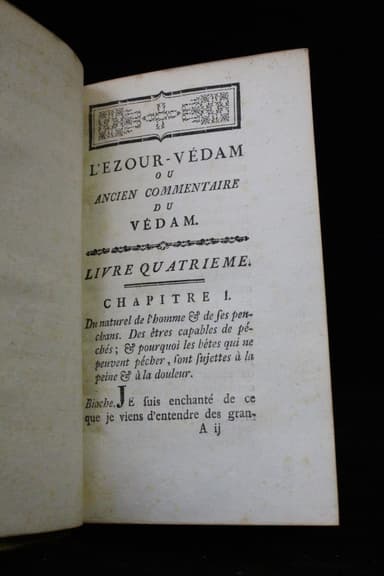 L'EZOUR-VÉDAM
OU
ANCIEN COMMENTAIRE
DU
VÉDAM.
LIVRE QUATRIEME.
CHAPITRE I.
Du naturel de l'homme & de ses pen-
chans. Des êtres capables de pé-
chés; & pourquoi les bêtes qui ne
peuvent pécher, sont sujettes à la
peine & à la douleur.
Biache. JE suis enchanté de ce
que je viens d'entendre des gran-
A ij